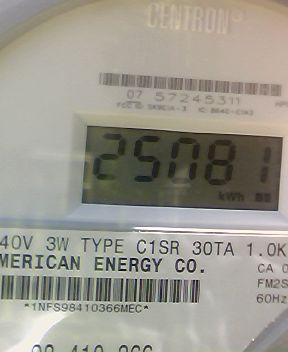 CENTRON®
07 57245311
25081
kWh
40V 3W TYPE C1SR 30TA 1.0K
MERICAN ENERGY CO.
CA 0
FM2S
60Hz
*1NFS98410366MEC*